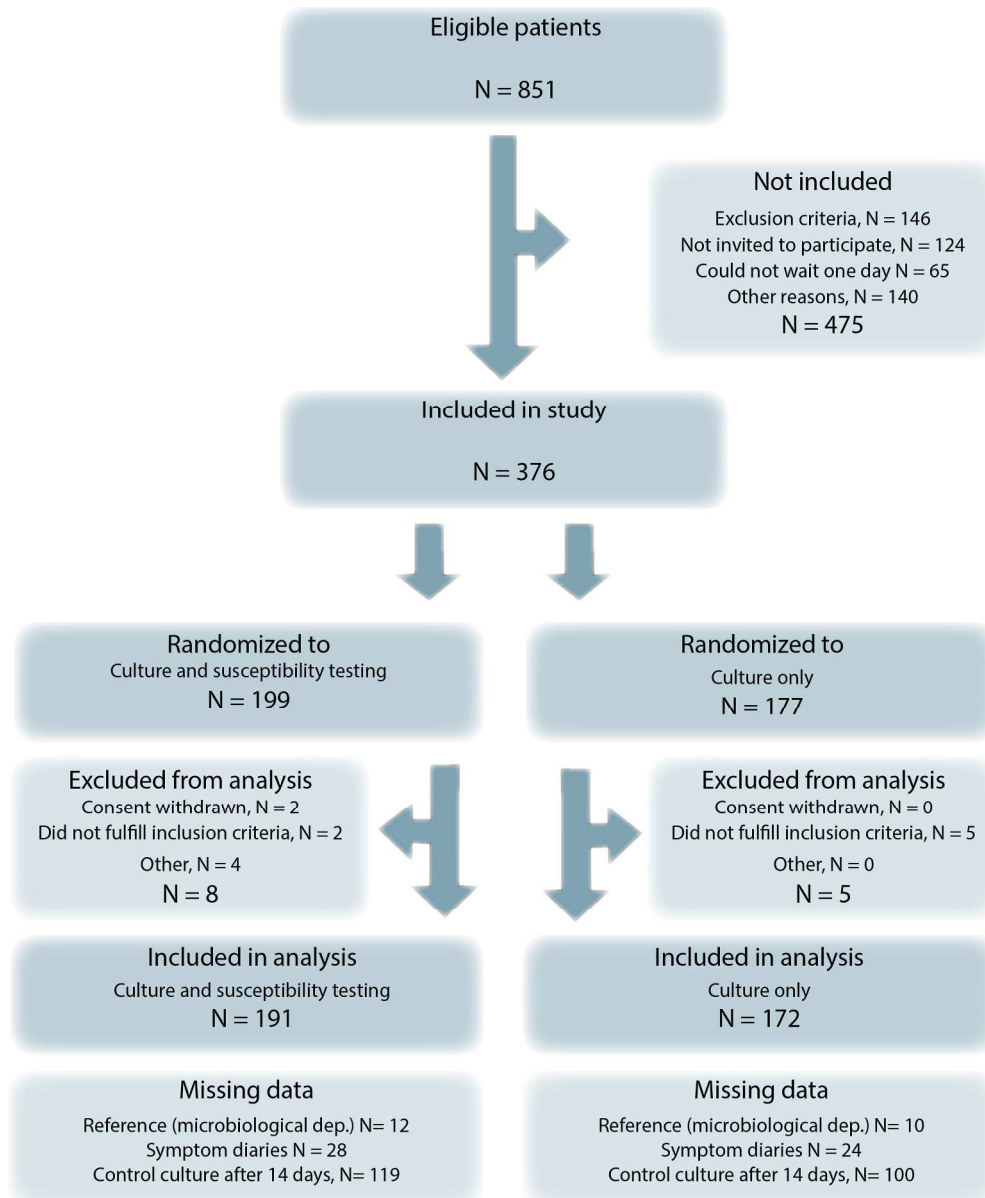 Eligible patients
N = 851
Not included
Exclusion criteria, N = 146
Not invited to participate, N = 124
Could not wait one day N = 65
Other reasons, N = 140
N = 475
Included in study
N = 376
Randomized to
Culture and susceptibility testing
N = 199
Randomized to
Culture only
N = 177
Excluded from analysis
Consent withdrawn, N = 2
Did not fulfill inclusion criteria, N = 2
Other, N = 4
N = 8
Excluded from analysis
Consent withdrawn, N = 0
Did not fulfill inclusion criteria, N = 5
Other, N = 0
N = 5
Included in analysis
Culture and susceptibility testing
N = 191
Included in analysis
Culture only
N = 172
Missing data
Reference (microbiological dep.) N= 12
Symptom diaries N = 28
Control culture after 14 days, N= 119
Missing data
Reference (microbiological dep.) N= 10
Symptom diaries N = 24
Control culture after 14 days, N= 100